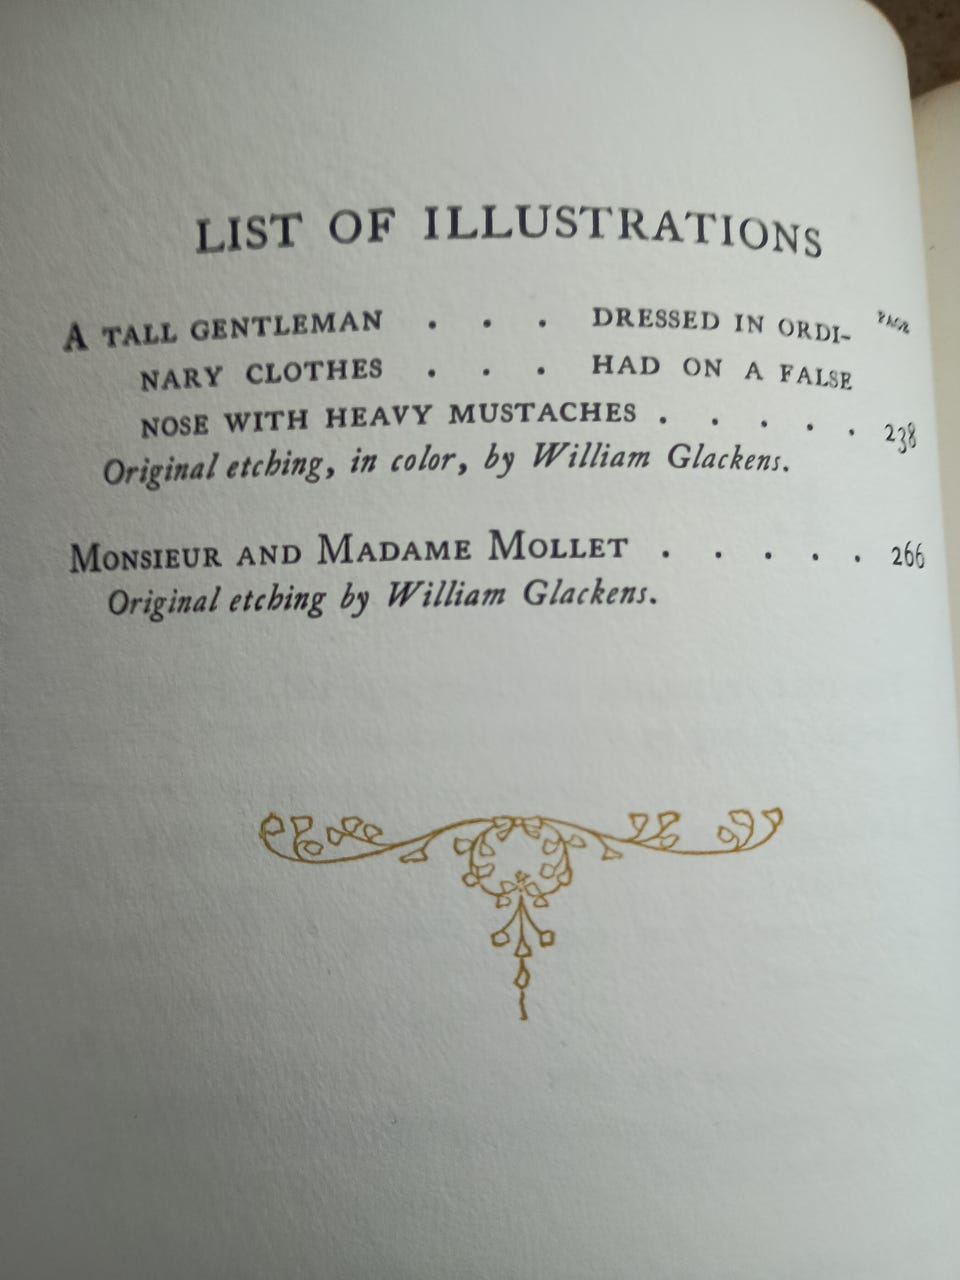 LIST OF ILLUSTRATIONS
PAGE
A TALL GENTLEMAN . . . DRESSED IN ORDI-
NARY CLOTHES . . . HAD ON A FALSE
NOSE WITH HEAVY MUSTACHES . . . . . 238
Original etching, in color, by William Glackens.
MONSIEUR AND MADAME MOLLET . . . . . 266
Original etching by William Glackens.